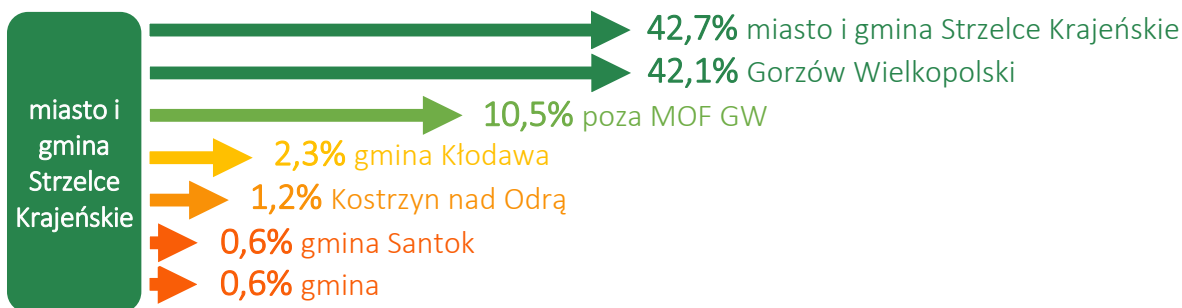 miasto i
gmina
Strzelce
Krajeńskie
42,7% miasto i gmina Strzelce Krajeńskie
42,1% Gorzów Wielkopolski
10,5% poza MOF GW
2,3% gmina Kłodawa
1,2% Kostrzyn nad Odrą
0,6% gmina Santok
0,6% gmina